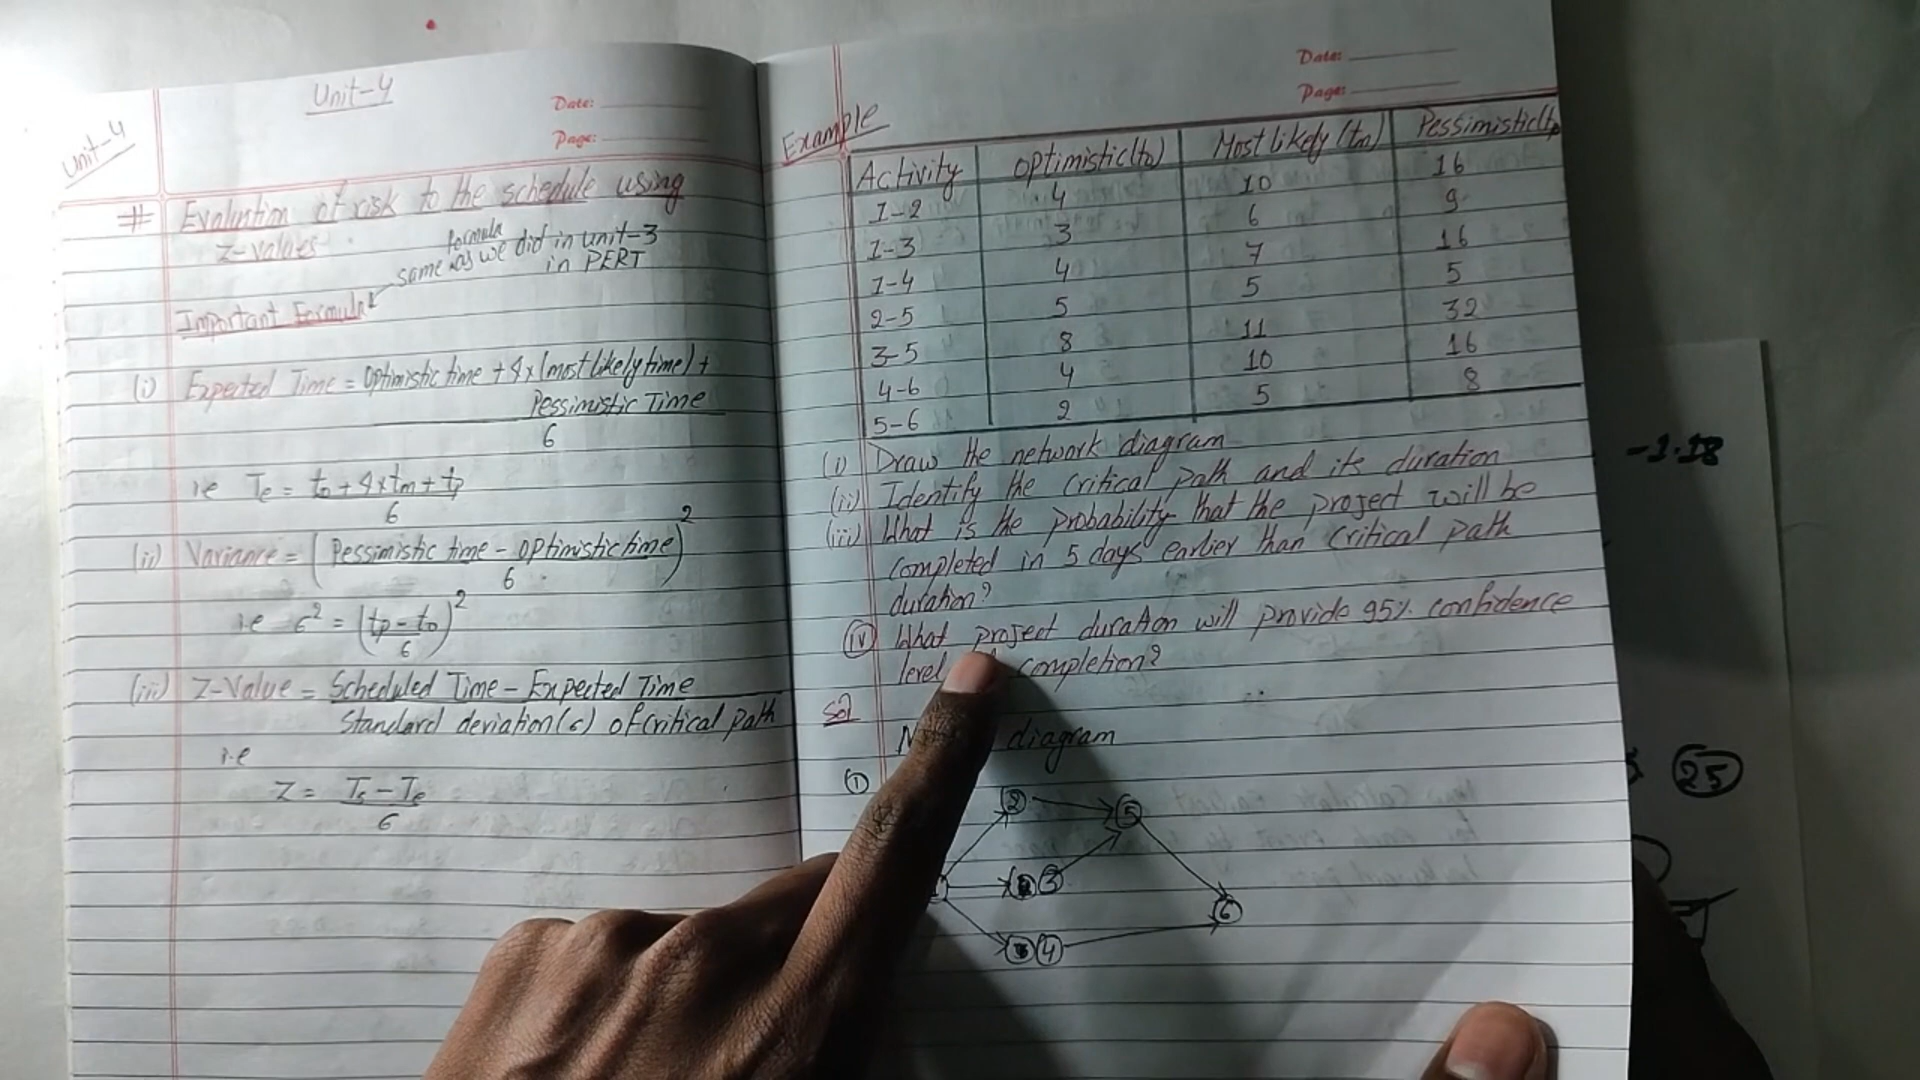 Unit-4
Date:
Page:
Unit-4
# Evaluation of risk to the schedule using
Z-values
formula
same as we did in unit-3
in PERT
Important Formula
(i) Expected Time = Optimistic time + 4 x (most likely time) +
Pessimistic Time
6
ie Te = to + 4xtm + tp
6
(ii) Variance = (Pessimistic time - optimistic time)2
6
ie 6² = (tp - to)2
6
(iii) Z-Value = Scheduled Time - Expected Time
Standard deviation (6) of critical path
i.e
Z = Ts - Te
6
Date:
Page:
Example
Activity Optimistic(to) Most likely (tm) Pessimistic(tp
1-2 4 10 16
1-3 3 6 9
1-4 4 7 16
2-5 5 5 5
3-5 8 11 32
4-6 4 10 16
5-6 2 5 8
(i) Draw the network diagram
(ii) Identify the critical path and its duration
(iii) What is the probability that the project will be
completed in 5 days earlier than critical path
duration?
(iv) What project duration will provide 95% confidence
level completion?
Sol
diagram
(i)
2 5
3
6
4
-1.18
25